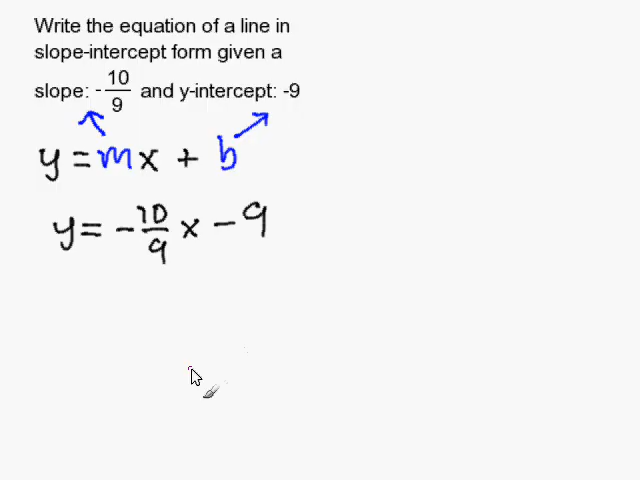 Write the equation of a line in
slope-intercept form given a
slope: -10/9 and y-intercept: -9
y = mx + b
y = -10/9 x - 9